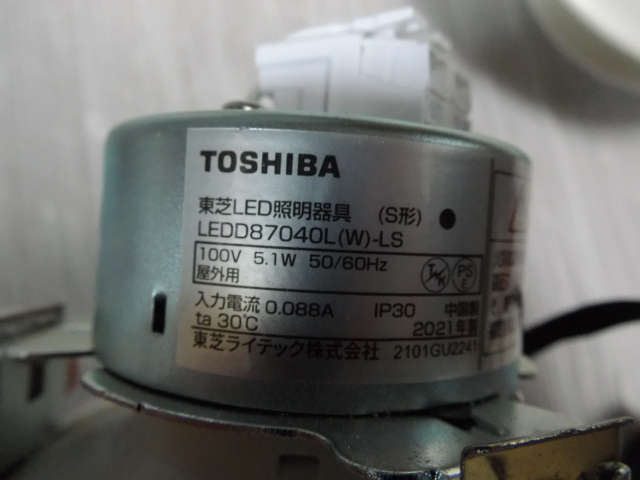 TOSHIBA
東芝LED照明器具 (S形)
LEDD87040L(W)-LS
100V 5.1W 50/60Hz
屋外用
PS
E
入力電流 0.088A IP30 中国製
ta 30℃ 2021年製
東芝ライテック株式会社 2101GU2241